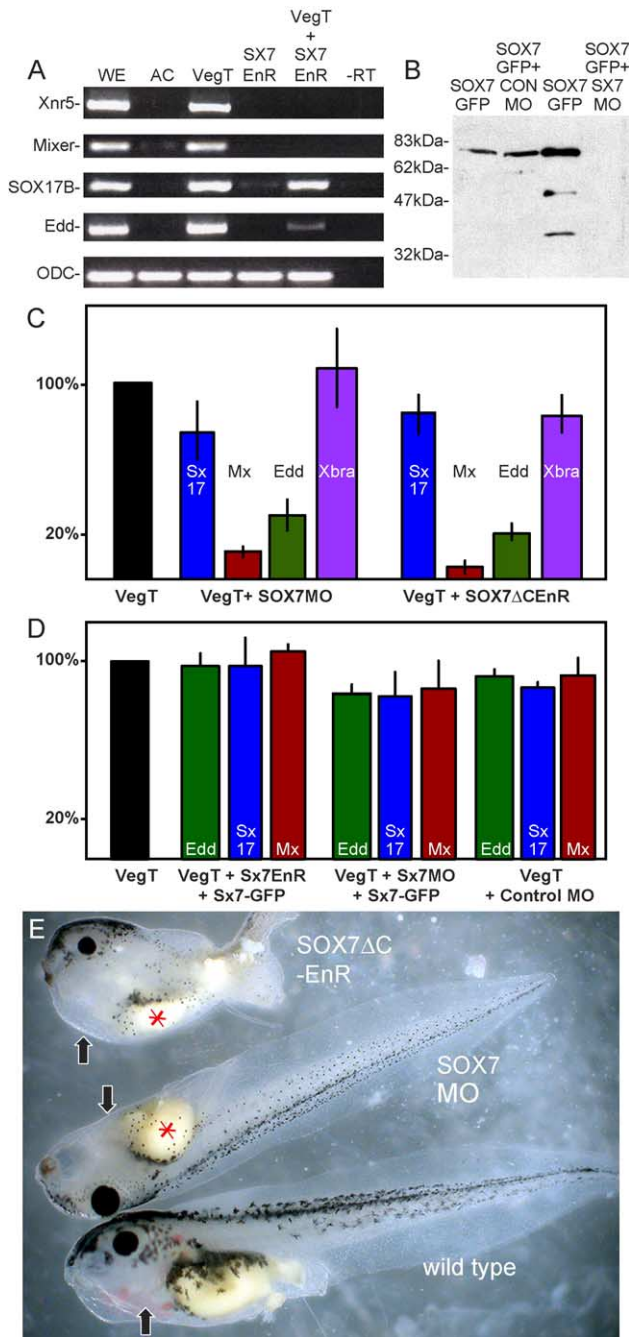 A
WE
AC
VegT
SX7
EnR
VegT
+
SX7
EnR
-RT
Xnr5-
Mixer-
SOX17B-
Edd-
ODC-
B
SOX7
GFP
SOX7
GFP+
CON
MO
SOX7
GFP
SOX7
GFP+
SX7
MO
83kDa-
62kDa-
47kDa-
32kDa-
C
100%
20%
Sx
17
Mx
Edd
Xbra
Sx
17
Mx
Edd
Xbra
VegT
VegT+ SOX7MO
VegT + SOX7ΔCEnR
D
100%
20%
Edd
Sx
17
Mx
Edd
Sx
17
Mx
Edd
Sx
17
Mx
VegT
VegT + Sx7EnR
+ Sx7-GFP
VegT + Sx7MO
+ Sx7-GFP
VegT
+ Control MO
E
SOX7ΔC
-EnR
SOX7
MO
wild type